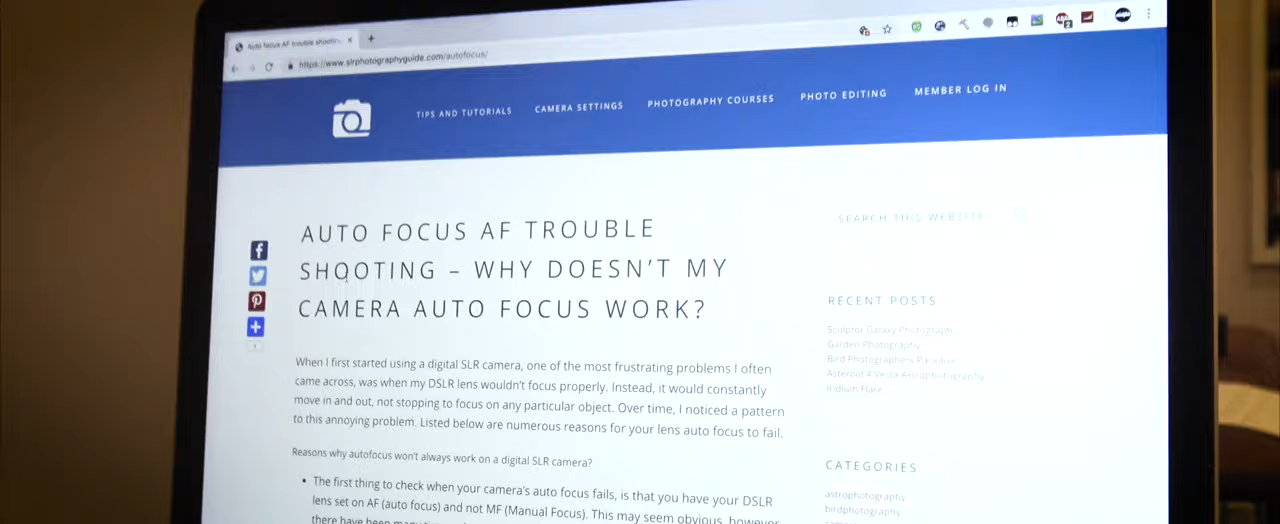 Auto focus AF trouble shootin
https://www.slrphotographyguide.com/autofocus/
TIPS AND TUTORIALS
CAMERA SETTINGS
PHOTOGRAPHY COURSES
PHOTO EDITING
MEMBER LOG IN
AUTO FOCUS AF TROUBLE
SHOOTING – WHY DOESN'T MY
CAMERA AUTO FOCUS WORK?
When I first started using a digital SLR camera, one of the most frustrating problems I often
came across, was when my DSLR lens wouldn't focus properly. Instead, it would constantly
move in and out, not stopping to focus on any particular object. Over time, I noticed a pattern
to this annoying problem. Listed below are numerous reasons for your lens auto focus to fail.
Reasons why autofocus won't always work on a digital SLR camera?
• The first thing to check when your camera's auto focus fails, is that you have your DSLR
lens set on AF (auto focus) and not MF (Manual Focus). This may seem obvious, however
there have been
SEARCH THIS WEBSITE
RECENT POSTS
Sculptor Galaxy Photograph
Garden Photography
Bird Photographers Paradise
Asteroid 4 Vesta Astrophotography
Iridium Flare
CATEGORIES
astrophotography
birdphotography